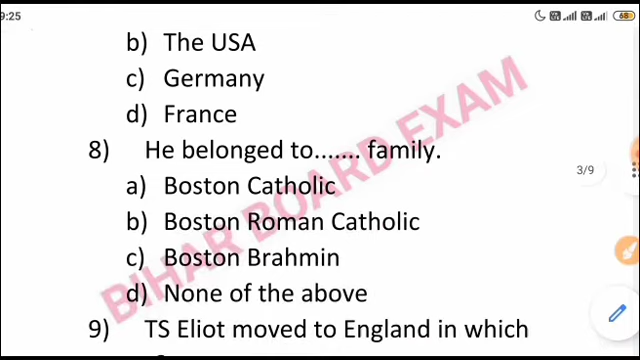 9:25
68
b) The USA
c) Germany
d) France
8) He belonged to....... family.
3/9
a) Boston Catholic
b) Boston Roman Catholic
c) Boston Brahmin
d) None of the above
9) TS Eliot moved to England in which
BIHAR BOARD EXAM